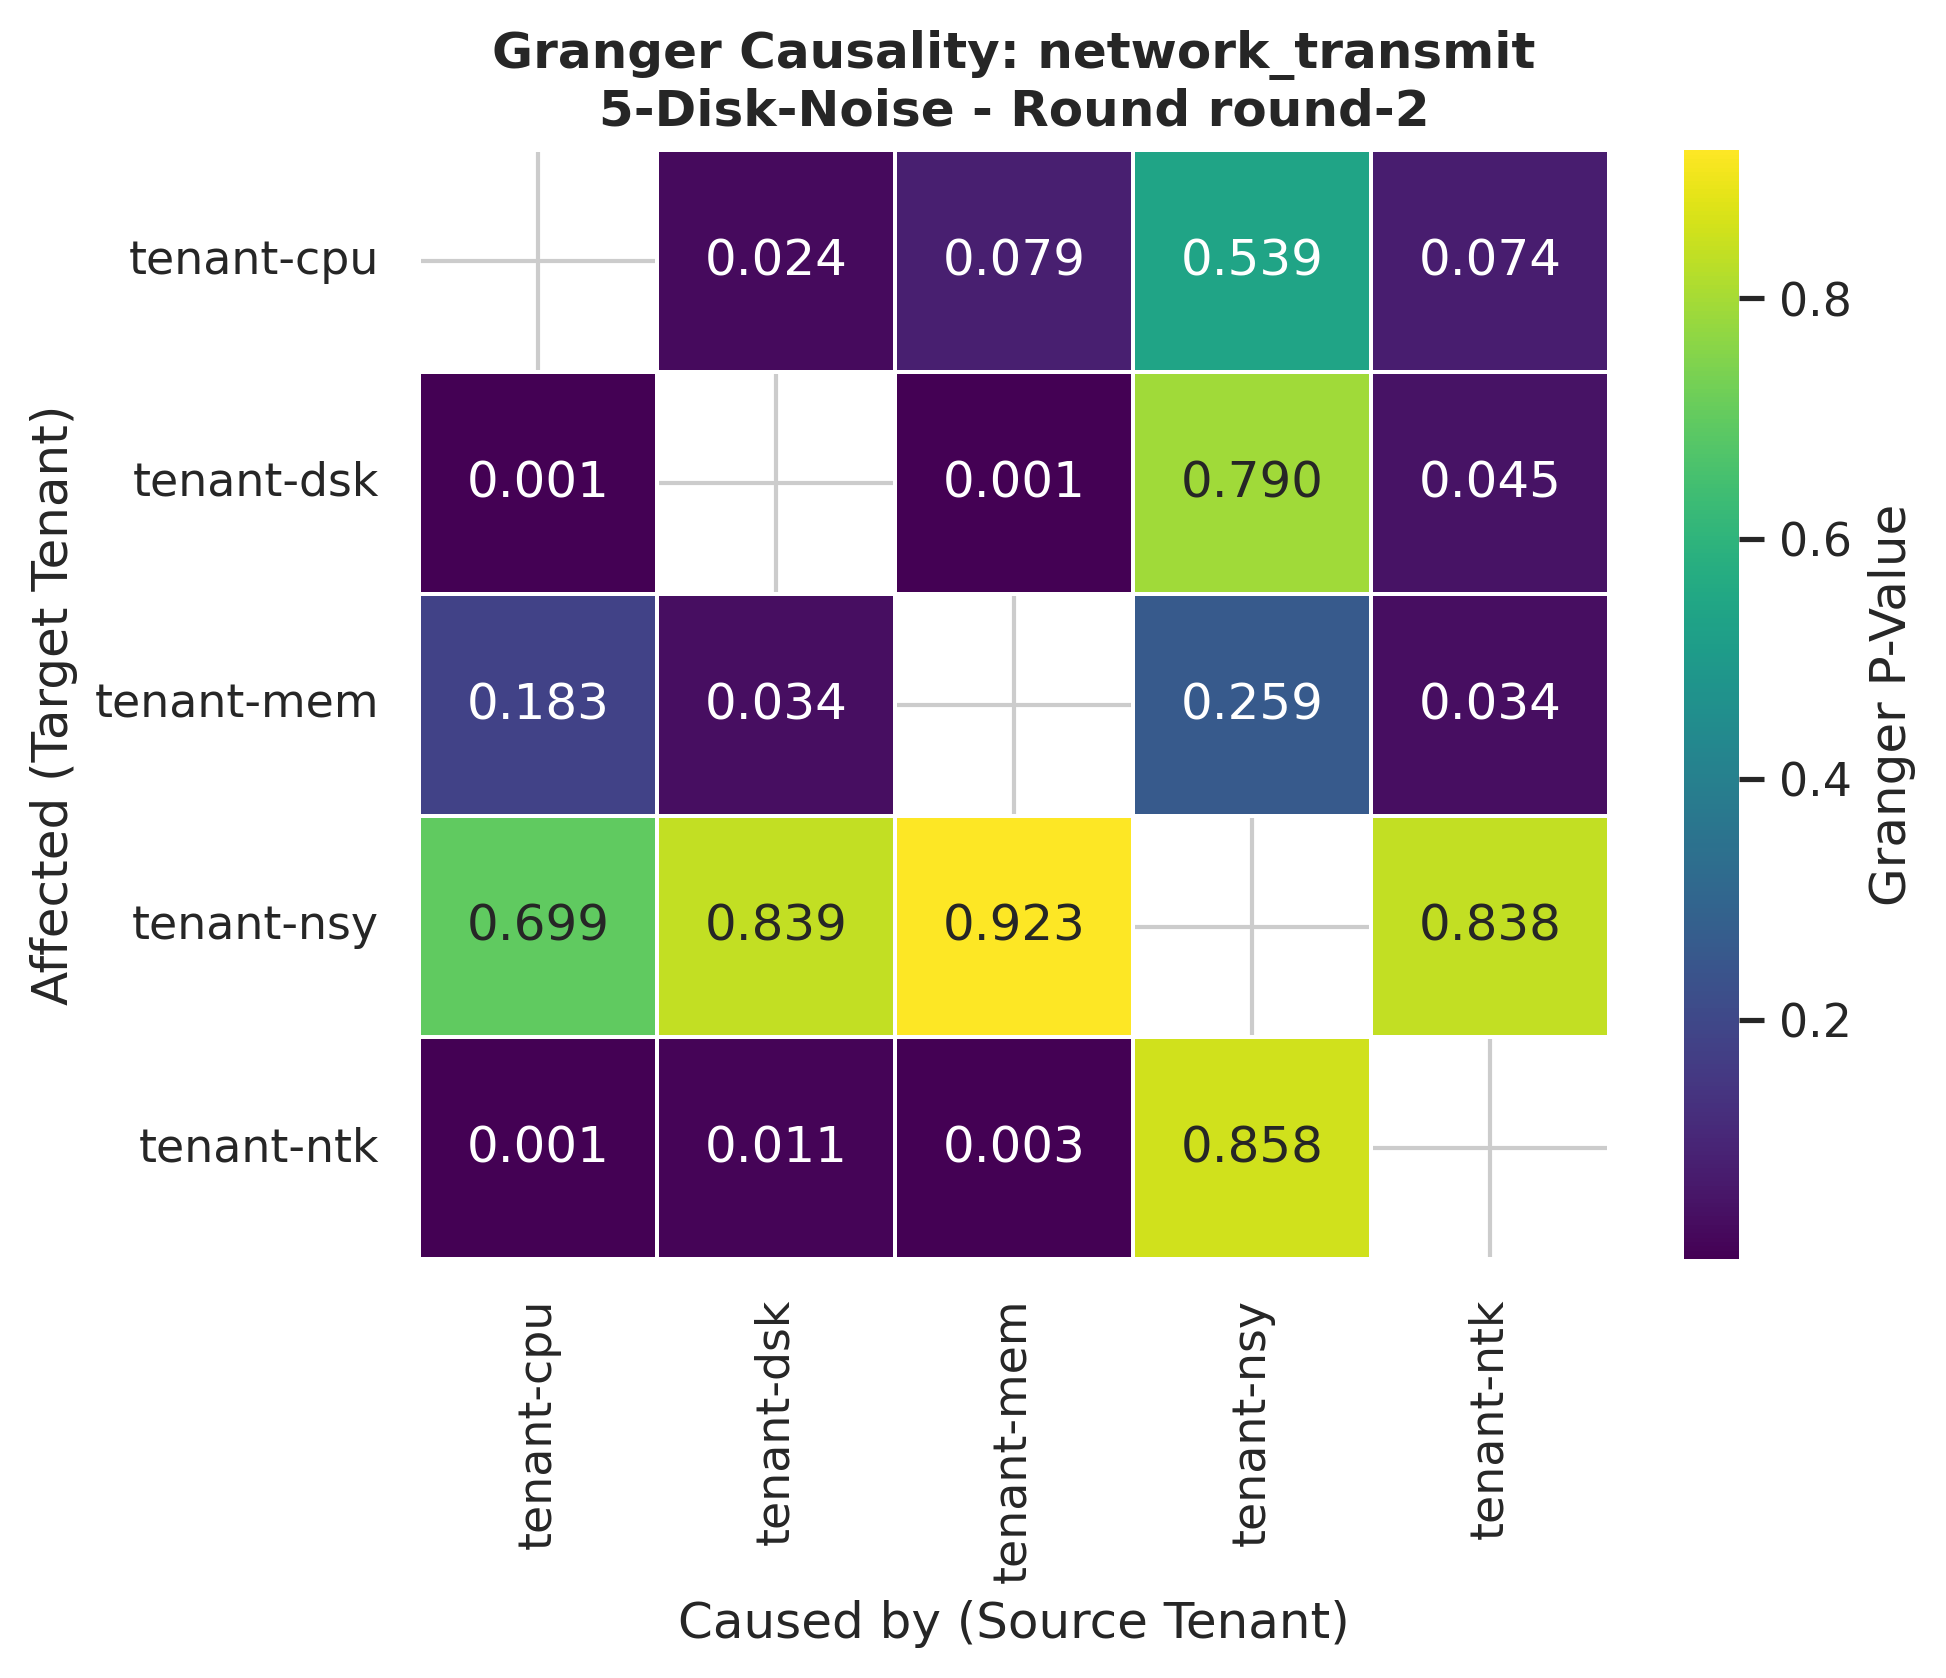 Granger Causality: network_transmit
5-Disk-Noise - Round round-2
Affected (Target Tenant)
tenant-cpu 0.024 0.079 0.539 0.074
tenant-dsk 0.001 0.001 0.790 0.045
tenant-mem 0.183 0.034 0.259 0.034
tenant-nsy 0.699 0.839 0.923 0.838
tenant-ntk 0.001 0.011 0.003 0.858
tenant-cpu
tenant-dsk
tenant-mem
tenant-nsy
tenant-ntk
Caused by (Source Tenant)
0.8
0.6
0.4
0.2
Granger P-Value